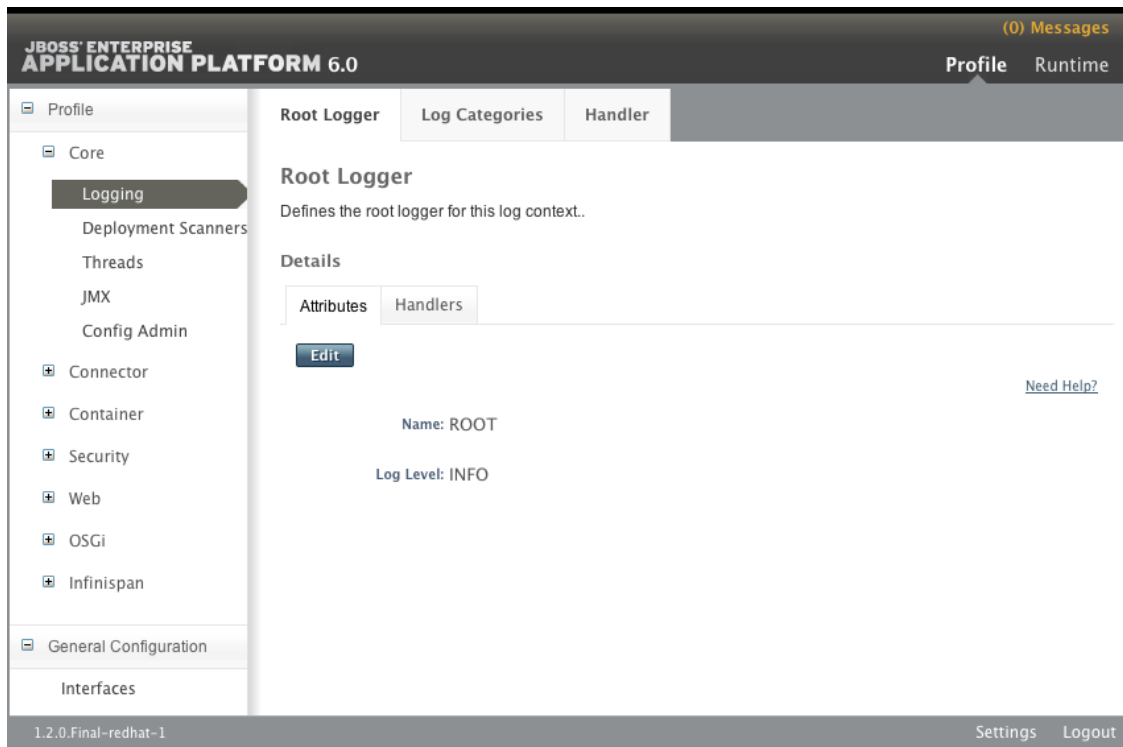 (0) Messages
JBOSS' ENTERPRISE
APPLICATION PLATFORM 6.0
Profile Runtime
Profile
Core
Logging
Deployment Scanners
Threads
JMX
Config Admin
Connector
Container
Security
Web
OSGi
Infinispan
General Configuration
Interfaces
Root Logger Log Categories Handler
Root Logger
Defines the root logger for this log context..
Details
Attributes Handlers
Edit
Need Help?
Name: ROOT
Log Level: INFO
1.2.0.Final-redhat-1
Settings Logout